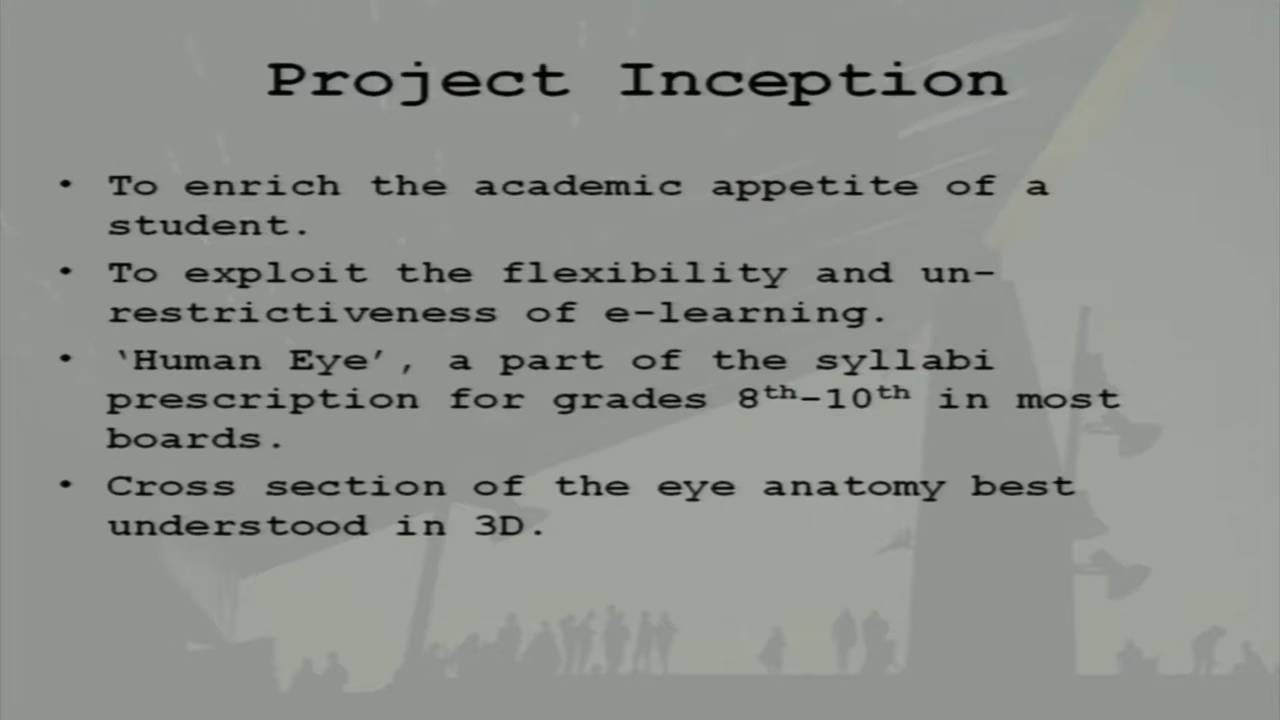 Project Inception
• To enrich the academic appetite of a
student.
• To exploit the flexibility and un-
restrictiveness of e-learning.
• ‘Human Eye’, a part of the syllabi
prescription for grades 8th-10th in most
boards.
• Cross section of the eye anatomy best
understood in 3D.